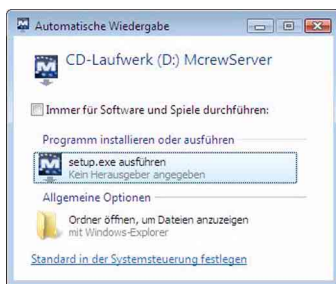 Automatische Wiedergabe
CD-Laufwerk (D:) McrewServer
Immer für Software und Spiele durchführen:
Programm installieren oder ausführen
setup.exe ausführen
Kein Herausgeber angegeben
Allgemeine Optionen
Ordner öffnen, um Dateien anzuzeigen
mit Windows-Explorer
Standard in der Systemsteuerung festlegen